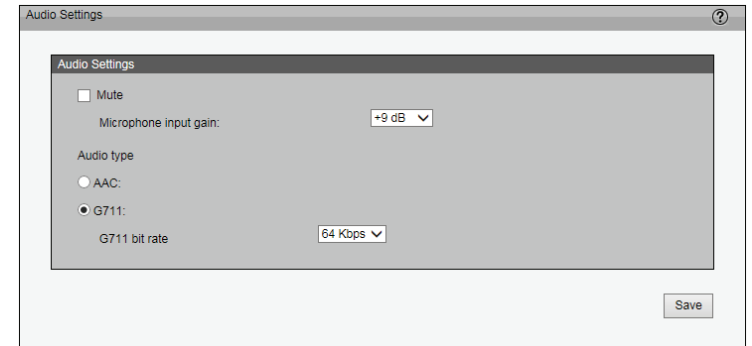 Audio Settings ?
Audio Settings
Mute
Microphone input gain: +9 dB
Audio type
AAC:
G711:
G711 bit rate 64 Kbps
Save